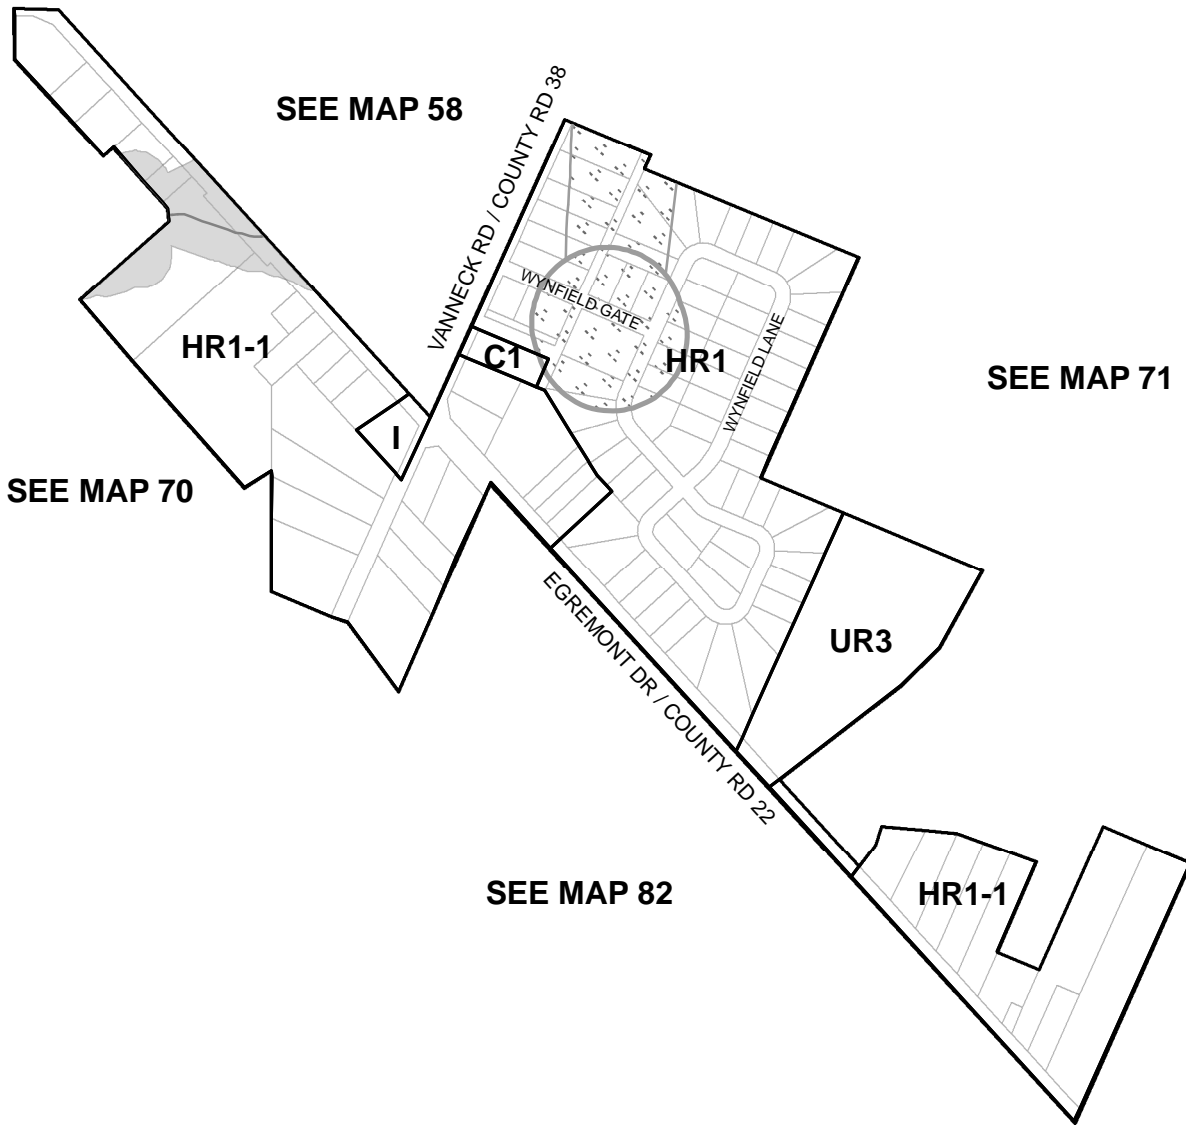 SEE MAP 58
VANNECK RD / COUNTY RD 38
WYNFIELD GATE
HR1-1
C1
HR1
WYNFIELD LANE
SEE MAP 71
I
SEE MAP 70
EGREMONT DR / COUNTY RD 22
UR3
SEE MAP 82
HR1-1